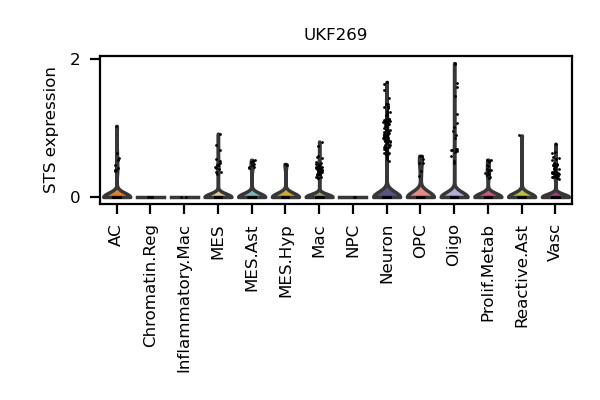 UKF269
STS expression
2
0
AC
Chromatin.Reg
Inflammatory.Mac
MES
MES.Ast
MES.Hyp
Mac
NPC
Neuron
OPC
Oligo
Prolif.Metab
Reactive.Ast
Vasc